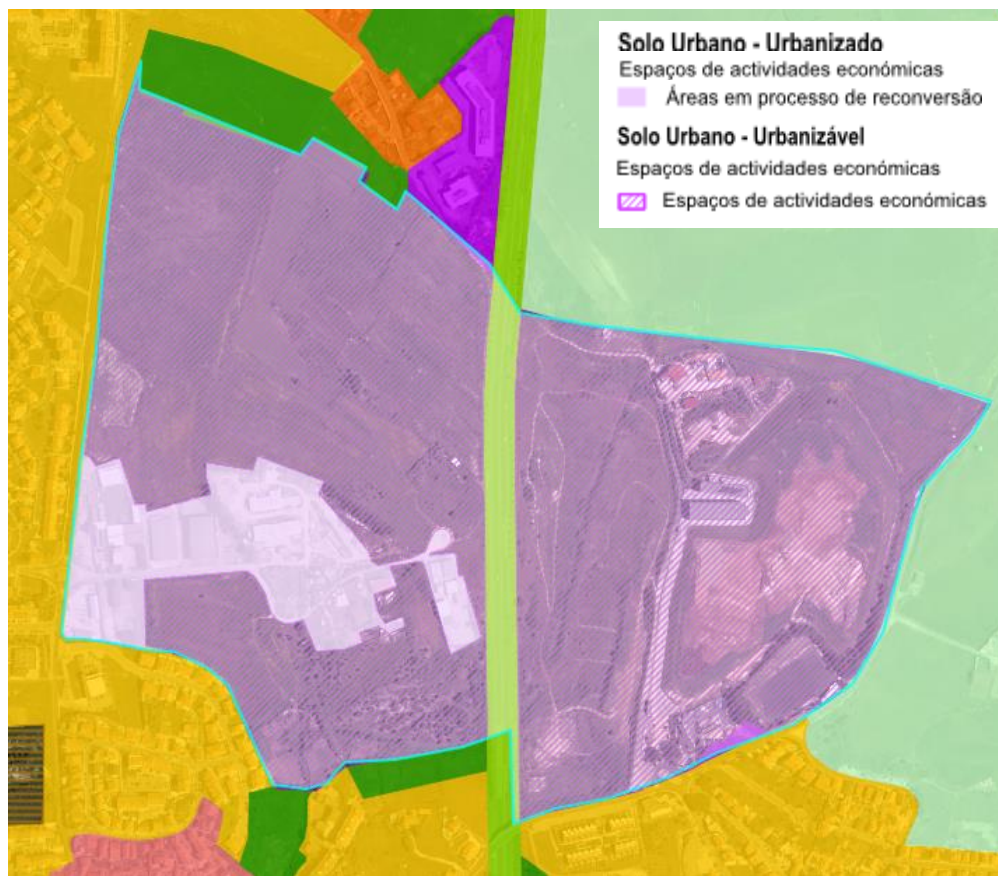 Solo Urbano - Urbanizado
Espaços de actividades económicas
Áreas em processo de reconversão
Solo Urbano - Urbanizável
Espaços de actividades económicas
Espaços de actividades económicas